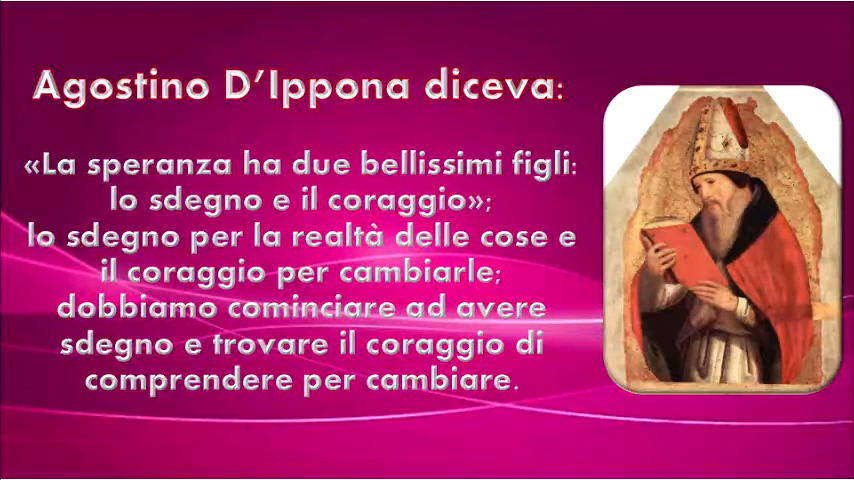 Agostino D’Ippona diceva:
«La speranza ha due bellissimi figli:
lo sdegno e il coraggio»;
lo sdegno per la realtà delle cose e
il coraggio per cambiarle;
dobbiamo cominciare ad avere
sdegno e trovare il coraggio di
comprendere per cambiare.